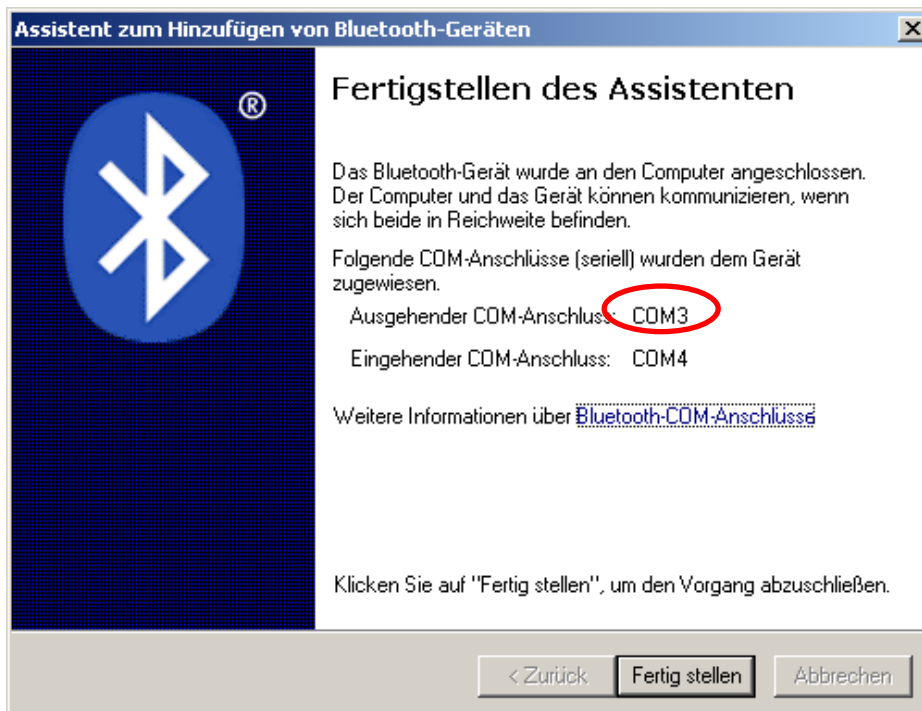 Assistent zum Hinzufügen von Bluetooth-Geräten
®
Fertigstellen des Assistenten
Das Bluetooth-Gerät wurde an den Computer angeschlossen.
Der Computer und das Gerät können kommunizieren, wenn
sich beide in Reichweite befinden.
Folgende COM-Anschlüsse (seriell) wurden dem Gerät
zugewiesen.
Ausgehender COM-Anschluss: COM3
Eingehender COM-Anschluss: COM4
Weitere Informationen über Bluetooth-COM-Anschlüsse
Klicken Sie auf "Fertig stellen", um den Vorgang abzuschließen.
< Zurück Fertig stellen Abbrechen